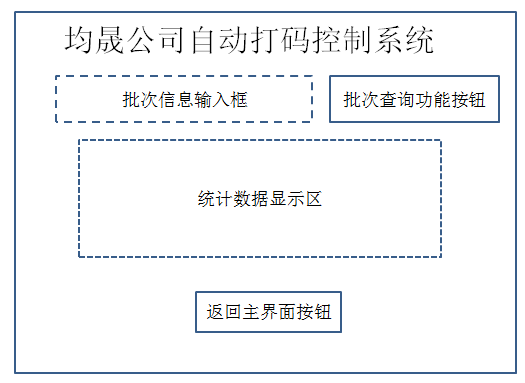 均晟公司自动打码控制系统
批次信息输入框
批次查询功能按钮
统计数据显示区
返回主界面按钮